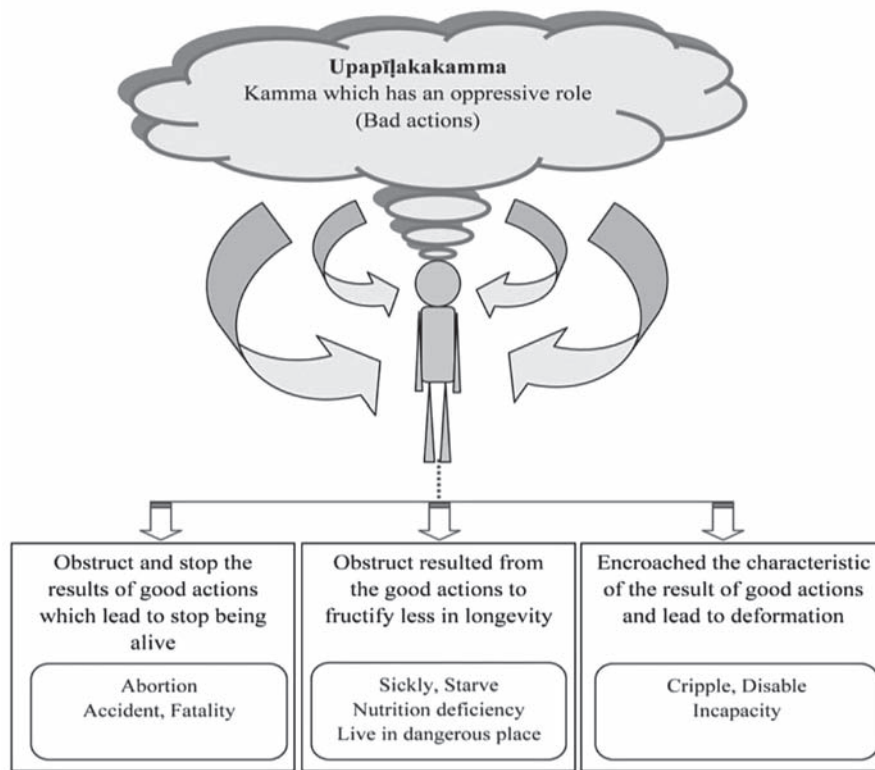 Upapīḷakakamma
Kamma which has an oppressive role
(Bad actions)
Obstruct and stop the
results of good actions
which lead to stop being
alive
Abortion
Accident, Fatality
Obstruct resulted from
the good actions to
fructify less in longevity
Sickly, Starve
Nutrition deficiency
Live in dangerous place
Encroached the characteristic
of the result of good actions
and lead to deformation
Cripple, Disable
Incapacity